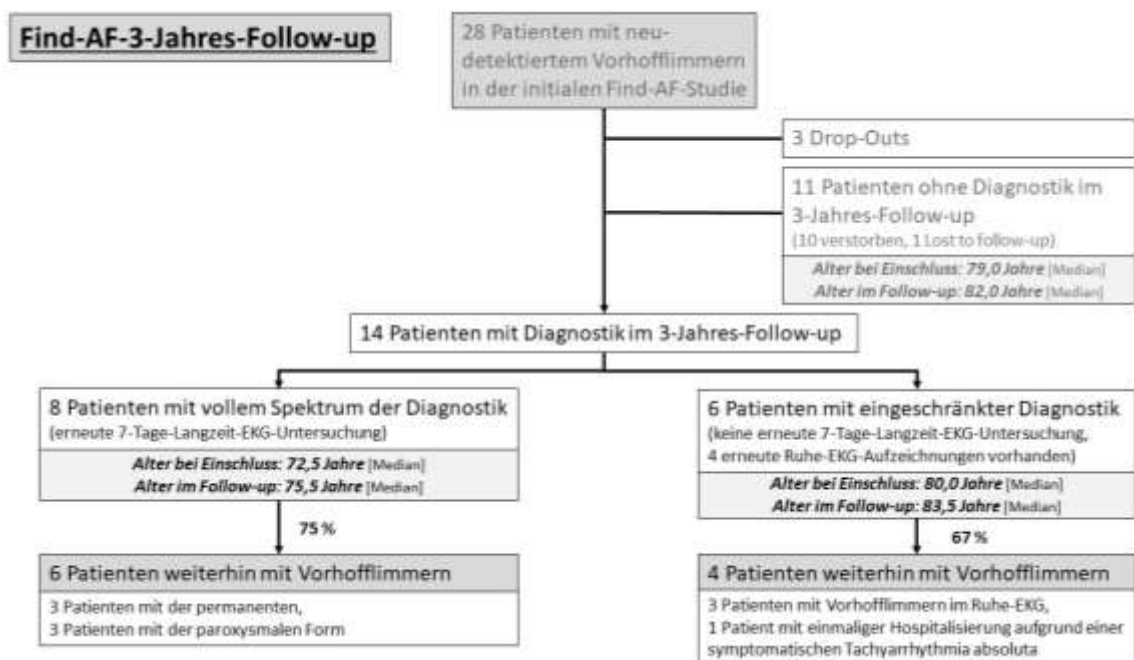 Find-AF-3-Jahres-Follow-up
28 Patienten mit neu-
detektiertem Vorhofflimmern
in der initialen Find-AF-Studie
3 Drop-Outs
11 Patienten ohne Diagnostik im
3-Jahres-Follow-up
(10 verstorben, 1 Lost to follow-up)
Alter bei Einschluss: 79,0 Jahre [Median]
Alter im Follow-up: 82,0 Jahre [Median]
14 Patienten mit Diagnostik im 3-Jahres-Follow-up
8 Patienten mit vollem Spektrum der Diagnostik
(erneute 7-Tage-Langzeit-EKG-Untersuchung)
Alter bei Einschluss: 72,5 Jahre [Median]
Alter im Follow-up: 75,5 Jahre [Median]
75 %
6 Patienten weiterhin mit Vorhofflimmern
3 Patienten mit der permanenten,
3 Patienten mit der paroxysmalen Form
6 Patienten mit eingeschränkter Diagnostik
(keine erneute 7-Tage-Langzeit-EKG-Untersuchung,
4 erneute Ruhe-EKG-Aufzeichnungen vorhanden)
Alter bei Einschluss: 80,0 Jahre [Median]
Alter im Follow-up: 83,5 Jahre [Median]
67 %
4 Patienten weiterhin mit Vorhofflimmern
3 Patienten mit Vorhofflimmern im Ruhe-EKG,
1 Patient mit einmaliger Hospitalisierung aufgrund einer
symptomatischen Tachyarrhythmia absoluta